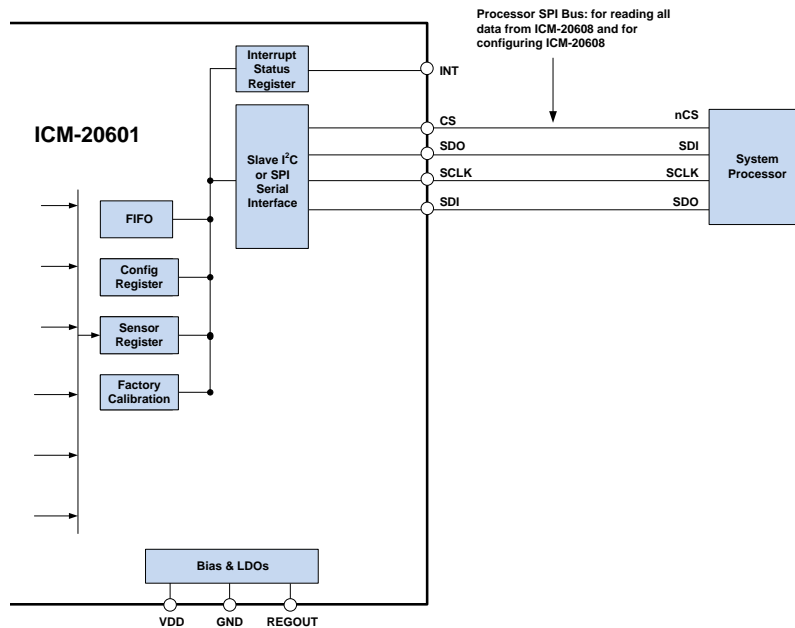 Processor SPI Bus: for reading all
data from ICM-20608 and for
configuring ICM-20608
Interrupt
Status
Register
INT
CS
nCS
ICM-20601
Slave I²C
or SPI
Serial
Interface
SDO
SDI
System
Processor
SCLK
SCLK
SDI
SDO
FIFO
Config
Register
Sensor
Register
Factory
Calibration
Bias & LDOs
VDD
GND
REGOUT